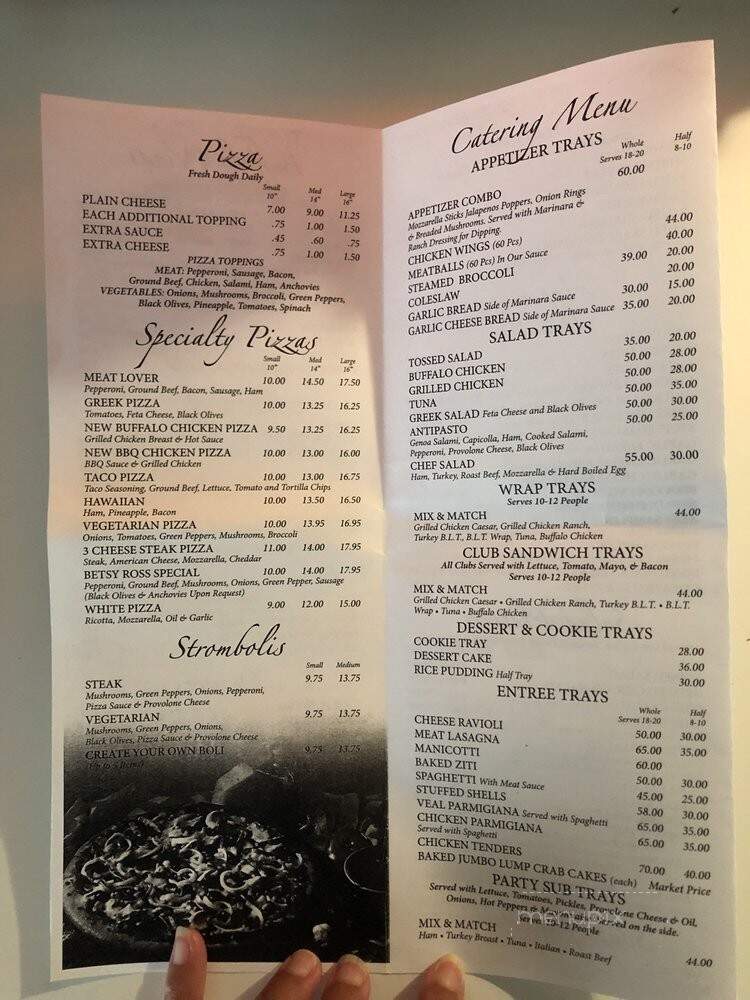 Pizza
Fresh Dough Daily
Small Med Large
10" 14" 16"
PLAIN CHEESE 7.00 9.00 11.25
EACH ADDITIONAL TOPPING .75 1.00 1.50
EXTRA SAUCE .45 .60 .75
EXTRA CHEESE .75 1.00 1.50
PIZZA TOPPINGS
MEAT: Pepperoni, Sausage, Bacon,
Ground Beef, Chicken, Salami, Ham, Anchovies
VEGETABLES: Onions, Mushrooms, Broccoli, Green Peppers,
Black Olives, Pineapple, Tomatoes, Spinach
Specialty Pizzas
Small Med Large
10" 14" 16"
MEAT LOVER 10.00 14.50 17.50
Pepperoni, Ground Beef, Bacon, Sausage, Ham
GREEK PIZZA 10.00 13.25 16.25
Tomatoes, Feta Cheese, Black Olives
NEW BUFFALO CHICKEN PIZZA 9.50 13.25 16.25
Grilled Chicken Breast & Hot Sauce
NEW BBQ CHICKEN PIZZA 10.00 13.00 16.00
BBQ Sauce & Grilled Chicken
TACO PIZZA 10.00 13.00 16.75
Taco Seasoning, Ground Beef, Lettuce, Tomato and Tortilla Chips
HAWAIIAN 10.00 13.50 16.50
Ham, Pineapple, Bacon
VEGETARIAN PIZZA 10.00 13.95 16.95
Onions, Tomatoes, Green Peppers, Mushrooms, Broccoli
3 CHEESE STEAK PIZZA 11.00 14.00 17.95
Steak, American Cheese, Mozzarella, Cheddar
BETSY ROSS SPECIAL 10.00 14.00 17.95
Pepperoni, Ground Beef, Mushrooms, Onions, Green Pepper, Sausage
(Black Olives & Anchovies Upon Request)
WHITE PIZZA 9.00 12.00 15.00
Ricotta, Mozzarella, Oil & Garlic
Strombolis
Small Medium
STEAK 9.75 13.75
Mushrooms, Green Peppers, Onions, Pepperoni,
Pizza Sauce & Provolone Cheese
VEGETARIAN 9.75 13.75
Mushrooms, Green Peppers, Onions,
Black Olives, Pizza Sauce & Provolone Cheese
CREATE YOUR OWN BOLI 9.75 13.75
(Up to Items)
Catering Menu
APPETIZER TRAYS
Whole Half
Serves 18-20 8-10
APPETIZER COMBO 60.00
Mozzarella Sticks Jalapenos Poppers, Onion Rings
& Breaded Mushrooms. Served with Marinara &
Ranch Dressing for Dipping.
CHICKEN WINGS (60 Pcs) 44.00
MEATBALLS (60 Pcs) In Our Sauce 40.00
STEAMED BROCCOLI 39.00 20.00
COLESLAW 20.00
GARLIC BREAD Side of Marinara Sauce 30.00 15.00
GARLIC CHEESE BREAD Side of Marinara Sauce 35.00 20.00
SALAD TRAYS
TOSSED SALAD 35.00 20.00
BUFFALO CHICKEN 50.00 28.00
GRILLED CHICKEN 50.00 28.00
TUNA 50.00 35.00
GREEK SALAD Feta Cheese and Black Olives 50.00 30.00
ANTIPASTO 50.00 25.00
Genoa Salami, Capicolla, Ham, Cooked Salami,
Pepperoni, Provolone Cheese, Black Olives
CHEF SALAD 55.00 30.00
Ham, Turkey, Roast Beef, Mozzarella & Hard Boiled Egg
WRAP TRAYS
Serves 10-12 People
MIX & MATCH 44.00
Grilled Chicken Caesar, Grilled Chicken Ranch,
Turkey B.L.T., B.L.T. Wrap, Tuna, Buffalo Chicken
CLUB SANDWICH TRAYS
All Clubs Served with Lettuce, Tomato, Mayo, & Bacon
Serves 10-12 People
MIX & MATCH 44.00
Grilled Chicken Caesar • Grilled Chicken Ranch, Turkey B.L.T. • B.L.T.
Wrap • Tuna • Buffalo Chicken
DESSERT & COOKIE TRAYS
COOKIE TRAY 28.00
DESSERT CAKE 36.00
RICE PUDDING Half Tray 30.00
ENTREE TRAYS
Whole Half
Serves 18-20 8-10
CHEESE RAVIOLI 50.00 30.00
MEAT LASAGNA 65.00 35.00
MANICOTTI 60.00
BAKED ZITI 50.00 30.00
SPAGHETTI With Meat Sauce 45.00 25.00
STUFFED SHELLS 58.00 30.00
VEAL PARMIGIANA Served with Spaghetti 65.00 35.00
CHICKEN PARMIGIANA 65.00 35.00
Served with Spaghetti
CHICKEN TENDERS 70.00 40.00
BAKED JUMBO LUMP CRAB CAKES (each) Market Price
PARTY SUB TRAYS
Served with Lettuce, Tomatoes, Pickles, Provolone Cheese & Oil,
Onions, Hot Peppers & Mayonnaise served on the side.
Serves 10-12 People
MIX & MATCH 44.00
Ham • Turkey Breast • Tuna • Italian • Roast Beef